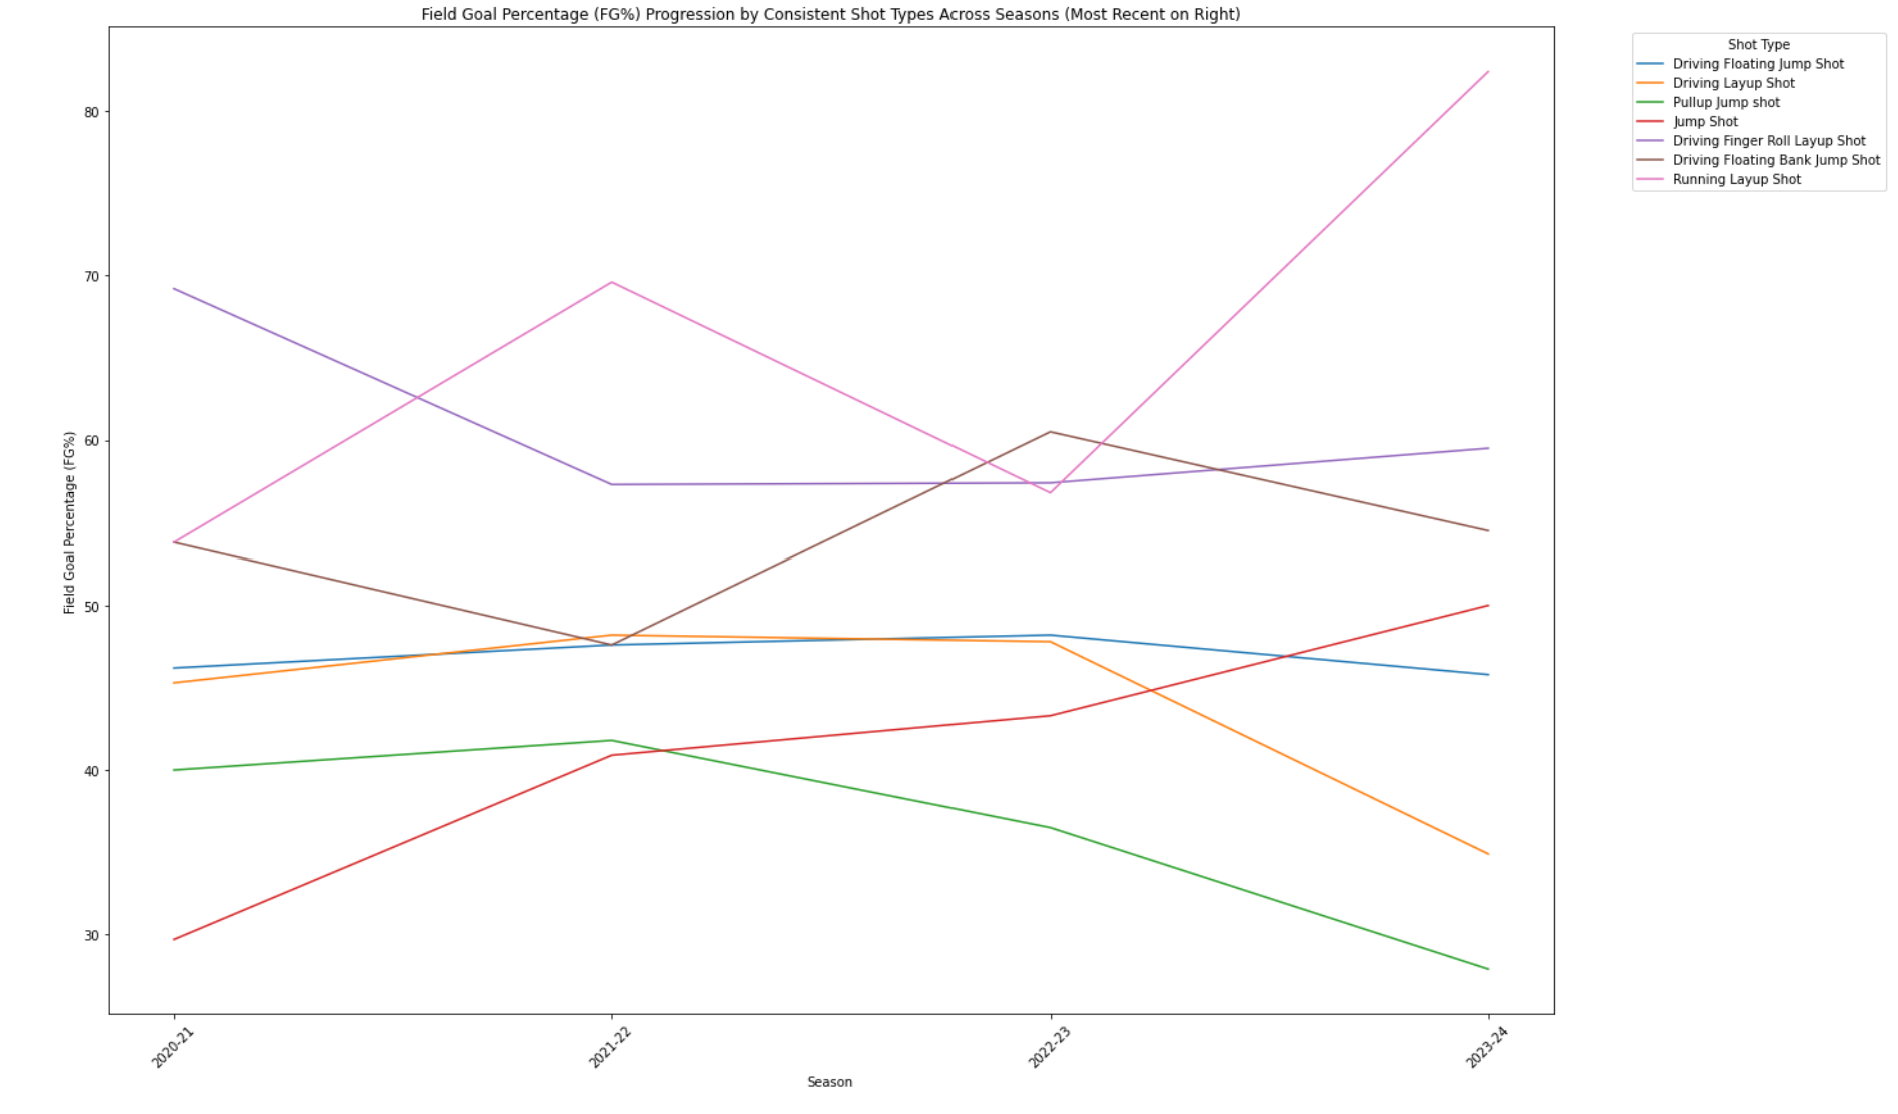 Field Goal Percentage (FG%) Progression by Consistent Shot Types Across Seasons (Most Recent on Right)
Shot Type
Driving Floating Jump Shot
Driving Layup Shot
Pullup Jump shot
Jump Shot
Driving Finger Roll Layup Shot
Driving Floating Bank Jump Shot
Running Layup Shot
Field Goal Percentage (FG%)
80
70
60
50
40
30
2020-21
2021-22
2022-23
2023-24
Season